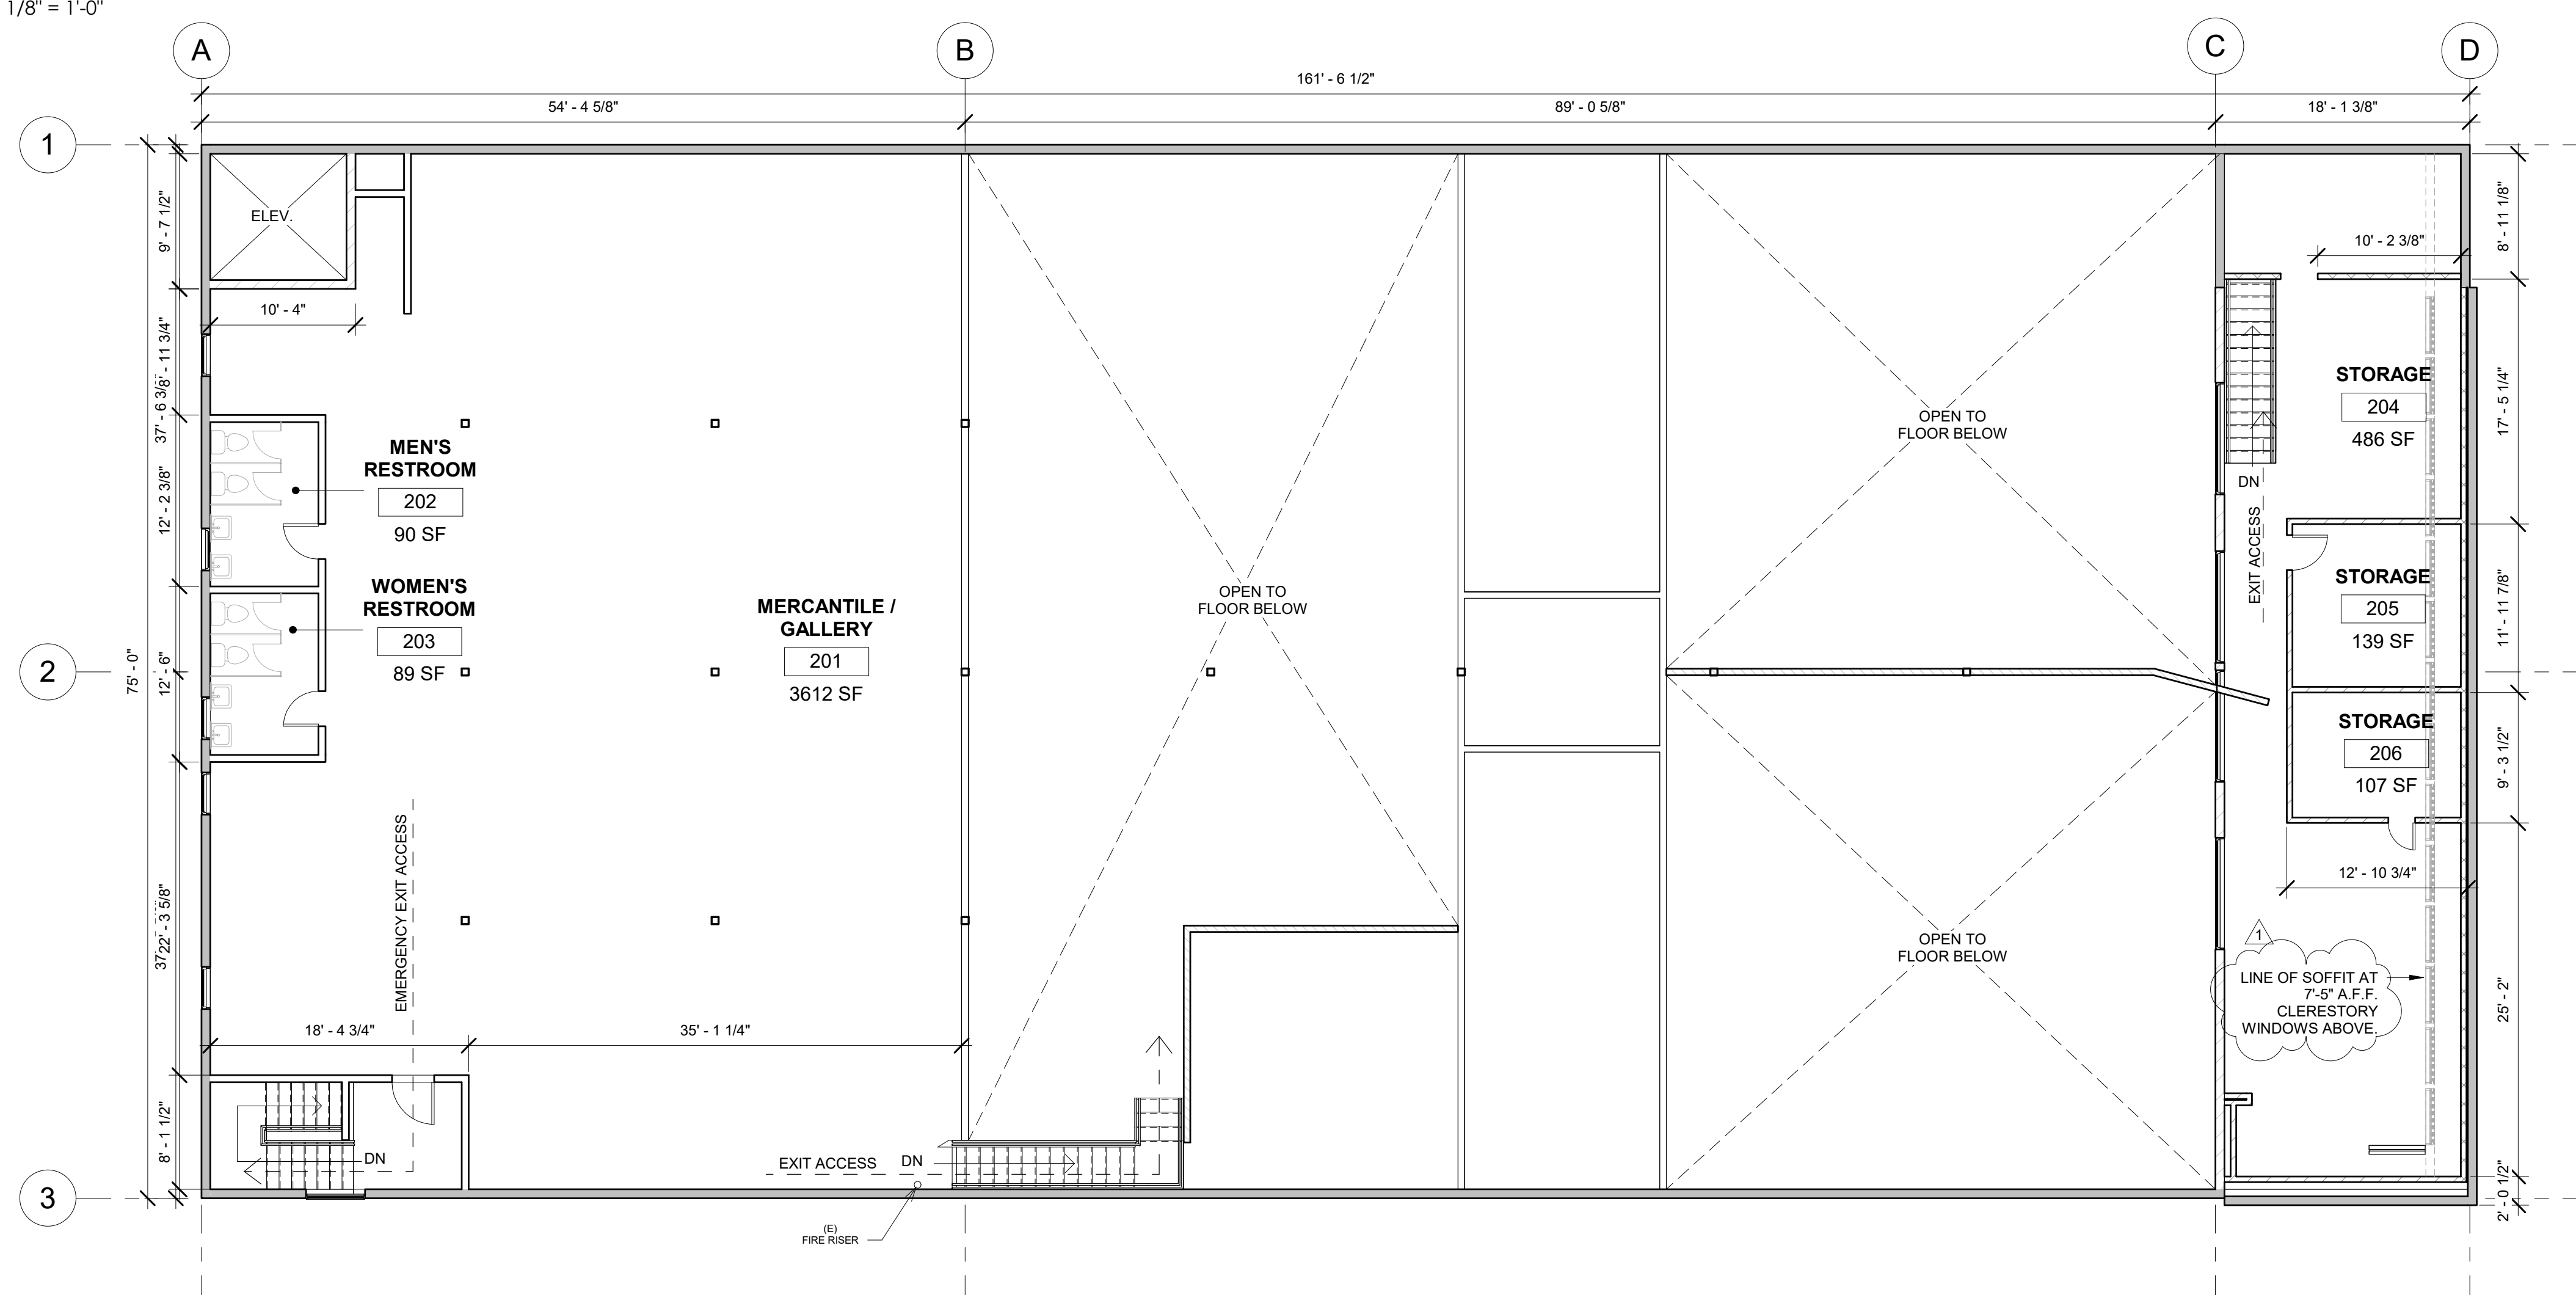 1/8" = 1'-0"
A
B
C
D
161' - 6 1/2"
54' - 4 5/8"
89' - 0 5/8"
18' - 1 3/8"
1
2
3
75' - 0"
9' - 7 1/2"
8' - 11 3/4"
37' - 6 3/8"
12' - 2 3/8"
12' - 6"
22' - 3 5/8"
8' - 1 1/2"
ELEV.
10' - 4"
MEN'S
RESTROOM
202
90 SF
WOMEN'S
RESTROOM
203
89 SF
MERCANTILE /
GALLERY
201
3612 SF
EMERGENCY EXIT ACCESS
18' - 4 3/4"
35' - 1 1/4"
DN
EXIT ACCESS
DN
(E)
FIRE RISER
OPEN TO
FLOOR BELOW
OPEN TO
FLOOR BELOW
OPEN TO
FLOOR BELOW
10' - 2 3/8"
STORAGE
204
486 SF
DN
EXIT ACCESS
STORAGE
205
139 SF
STORAGE
206
107 SF
12' - 10 3/4"
1
LINE OF SOFFIT AT
7'-5" A.F.F.
CLERESTORY
WINDOWS ABOVE.
8' - 11 1/8"
17' - 5 1/4"
11' - 11 7/8"
9' - 3 1/2"
25' - 2"
2' - 0 1/2"